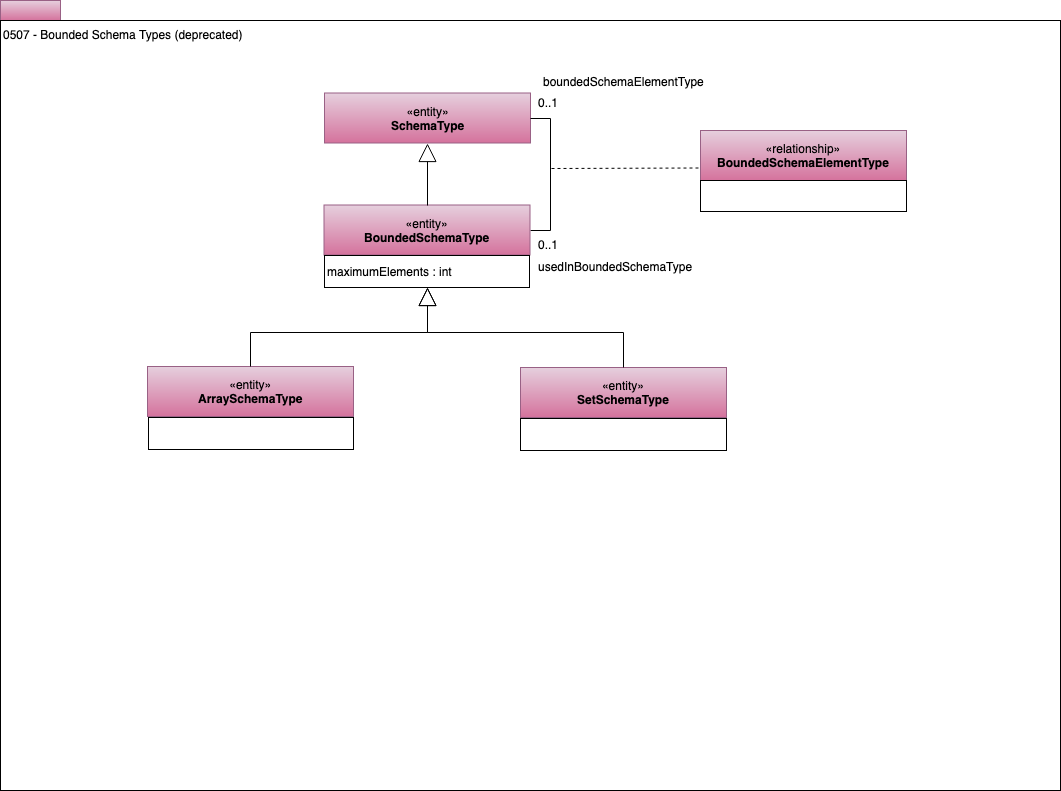 0507 - Bounded Schema Types (deprecated)
boundedSchemaElementType
0..1
«entity»
SchemaType
«relationship»
BoundedSchemaElementType
«entity»
BoundedSchemaType
0..1
usedInBoundedSchemaType
maximumElements : int
«entity»
ArraySchemaType
«entity»
SetSchemaType